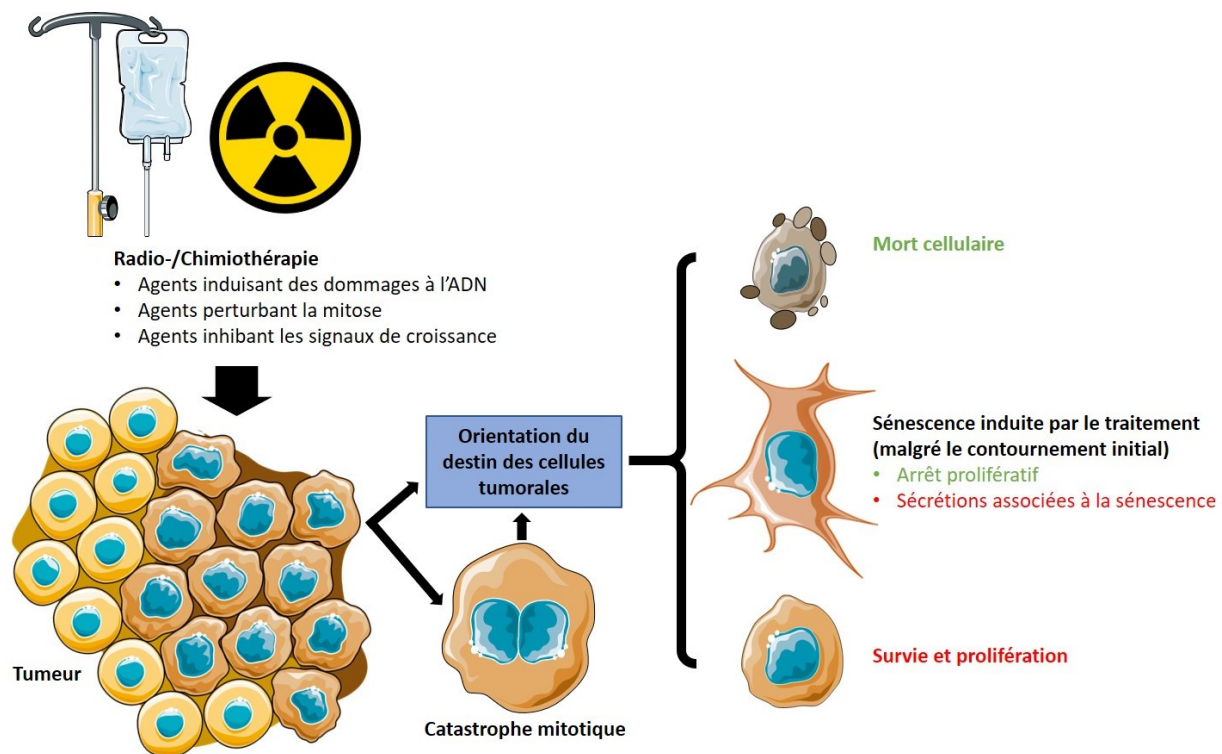 Radio-/Chimiothérapie
• Agents induisant des dommages à l'ADN
• Agents perturbant la mitose
• Agents inhibant les signaux de croissance
Tumeur
Orientation du
destin des cellules
tumorales
Catastrophe mitotique
Mort cellulaire
Sénescence induite par le traitement
(malgré le contournement initial)
• Arrêt prolifératif
• Sécrétions associées à la sénescence
Survie et prolifération